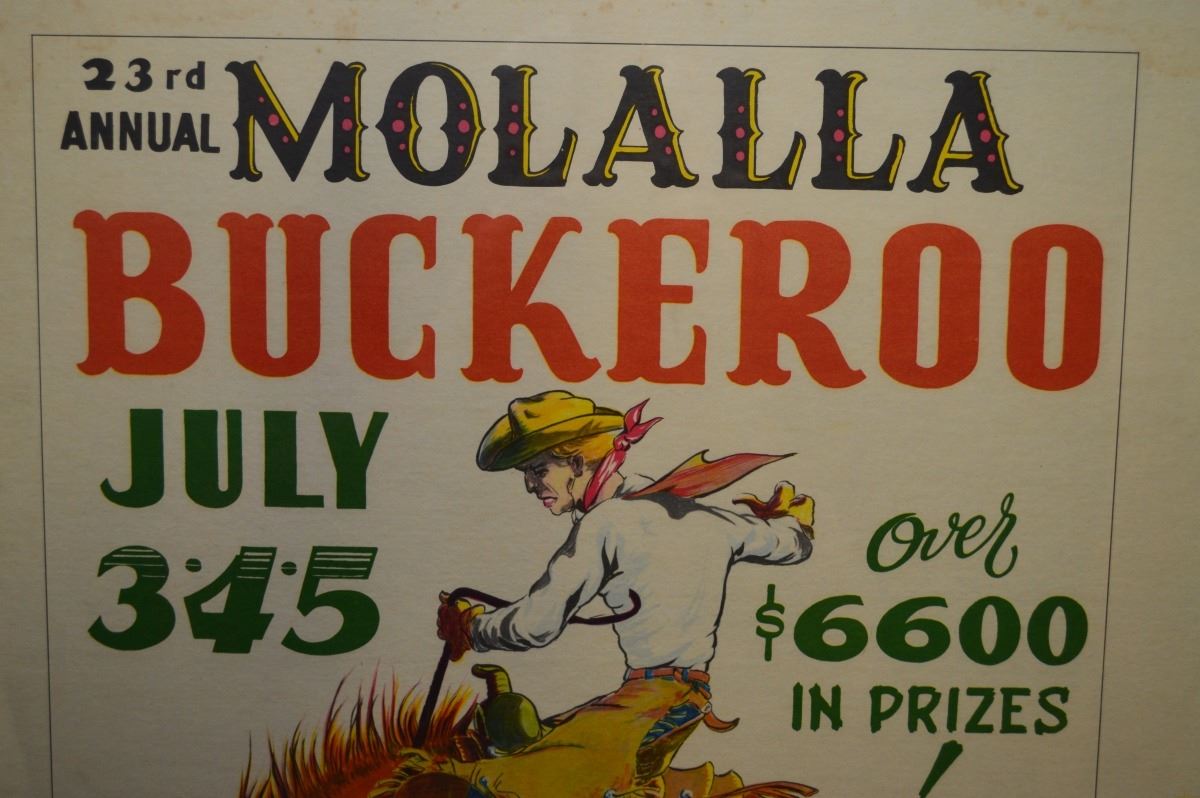 23rd
ANNUAL
MOLALLA
BUCKEROO
JULY
3·4·5
over
$6600
IN PRIZES